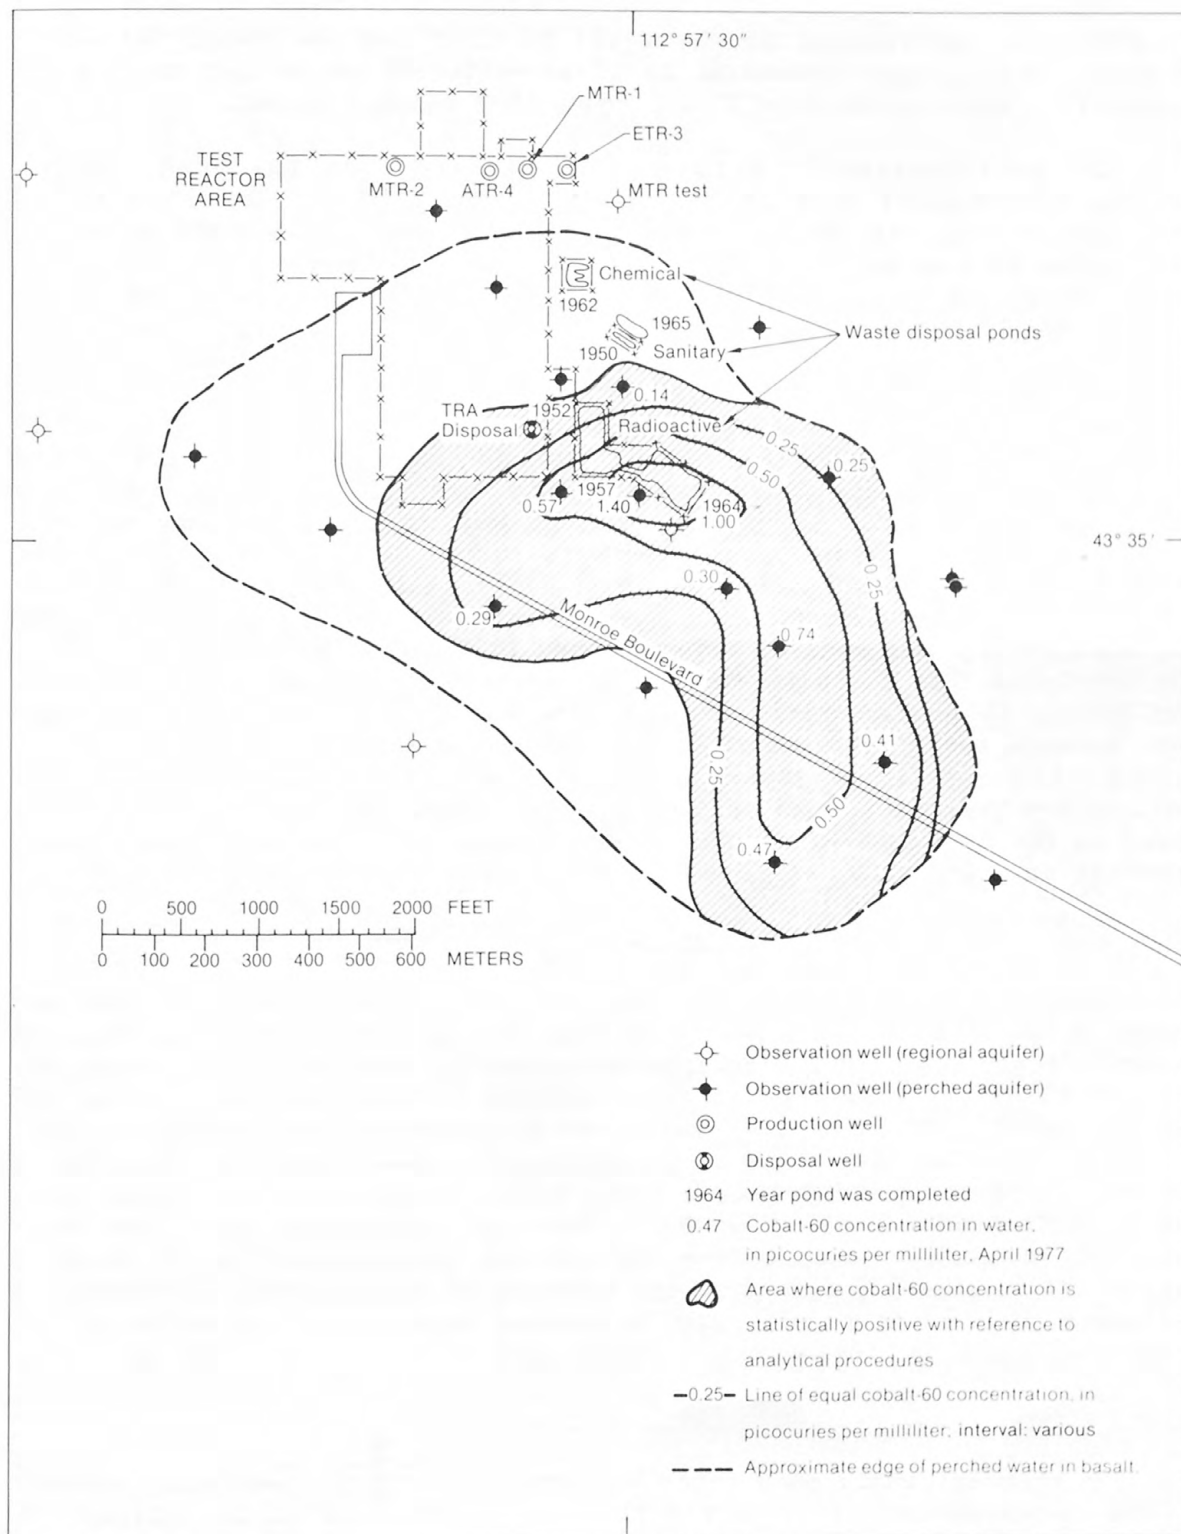 112° 57' 30"
MTR-1
ETR-3
TEST
REACTOR
AREA
MTR-2
ATR-4
MTR test
Chemical
1962
1965
Waste disposal ponds
1950
Sanitary
0.14
TRA
Disposal
1952
Radioactive
0.25
0.25
0.50
1957
1964
0.57
1.40
1.00
43° 35'
0.30
0.25
0.29
Monroe Boulevard
0.74
0.41
0.25
0.50
0.47
0 500 1000 1500 2000 FEET
0 100 200 300 400 500 600 METERS
Observation well (regional aquifer)
Observation well (perched aquifer)
Production well
Disposal well
1964 Year pond was completed
0.47 Cobalt-60 concentration in water,
in picocuries per milliliter, April 1977
Area where cobalt-60 concentration is
statistically positive with reference to
analytical procedures
0.25 Line of equal cobalt-60 concentration, in
picocuries per milliliter; interval: various
Approximate edge of perched water in basalt.